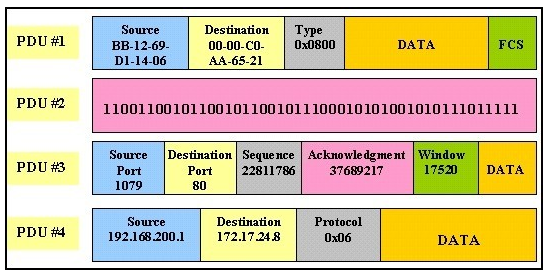 PDU #1
Source
BB-12-69-
D1-14-06
Destination
00-00-C0-
AA-65-21
Type
0x0800
DATA
FCS
PDU #2
11001100101100101100101110001010100101011101​1111
PDU #3
Source
Port
1079
Destination
Port
80
Sequence
22811786
Acknowledgment
37689217
Window
17520
DATA
PDU #4
Source
192.168.200.1
Destination
172.17.24.8
Protocol
0x06
DATA